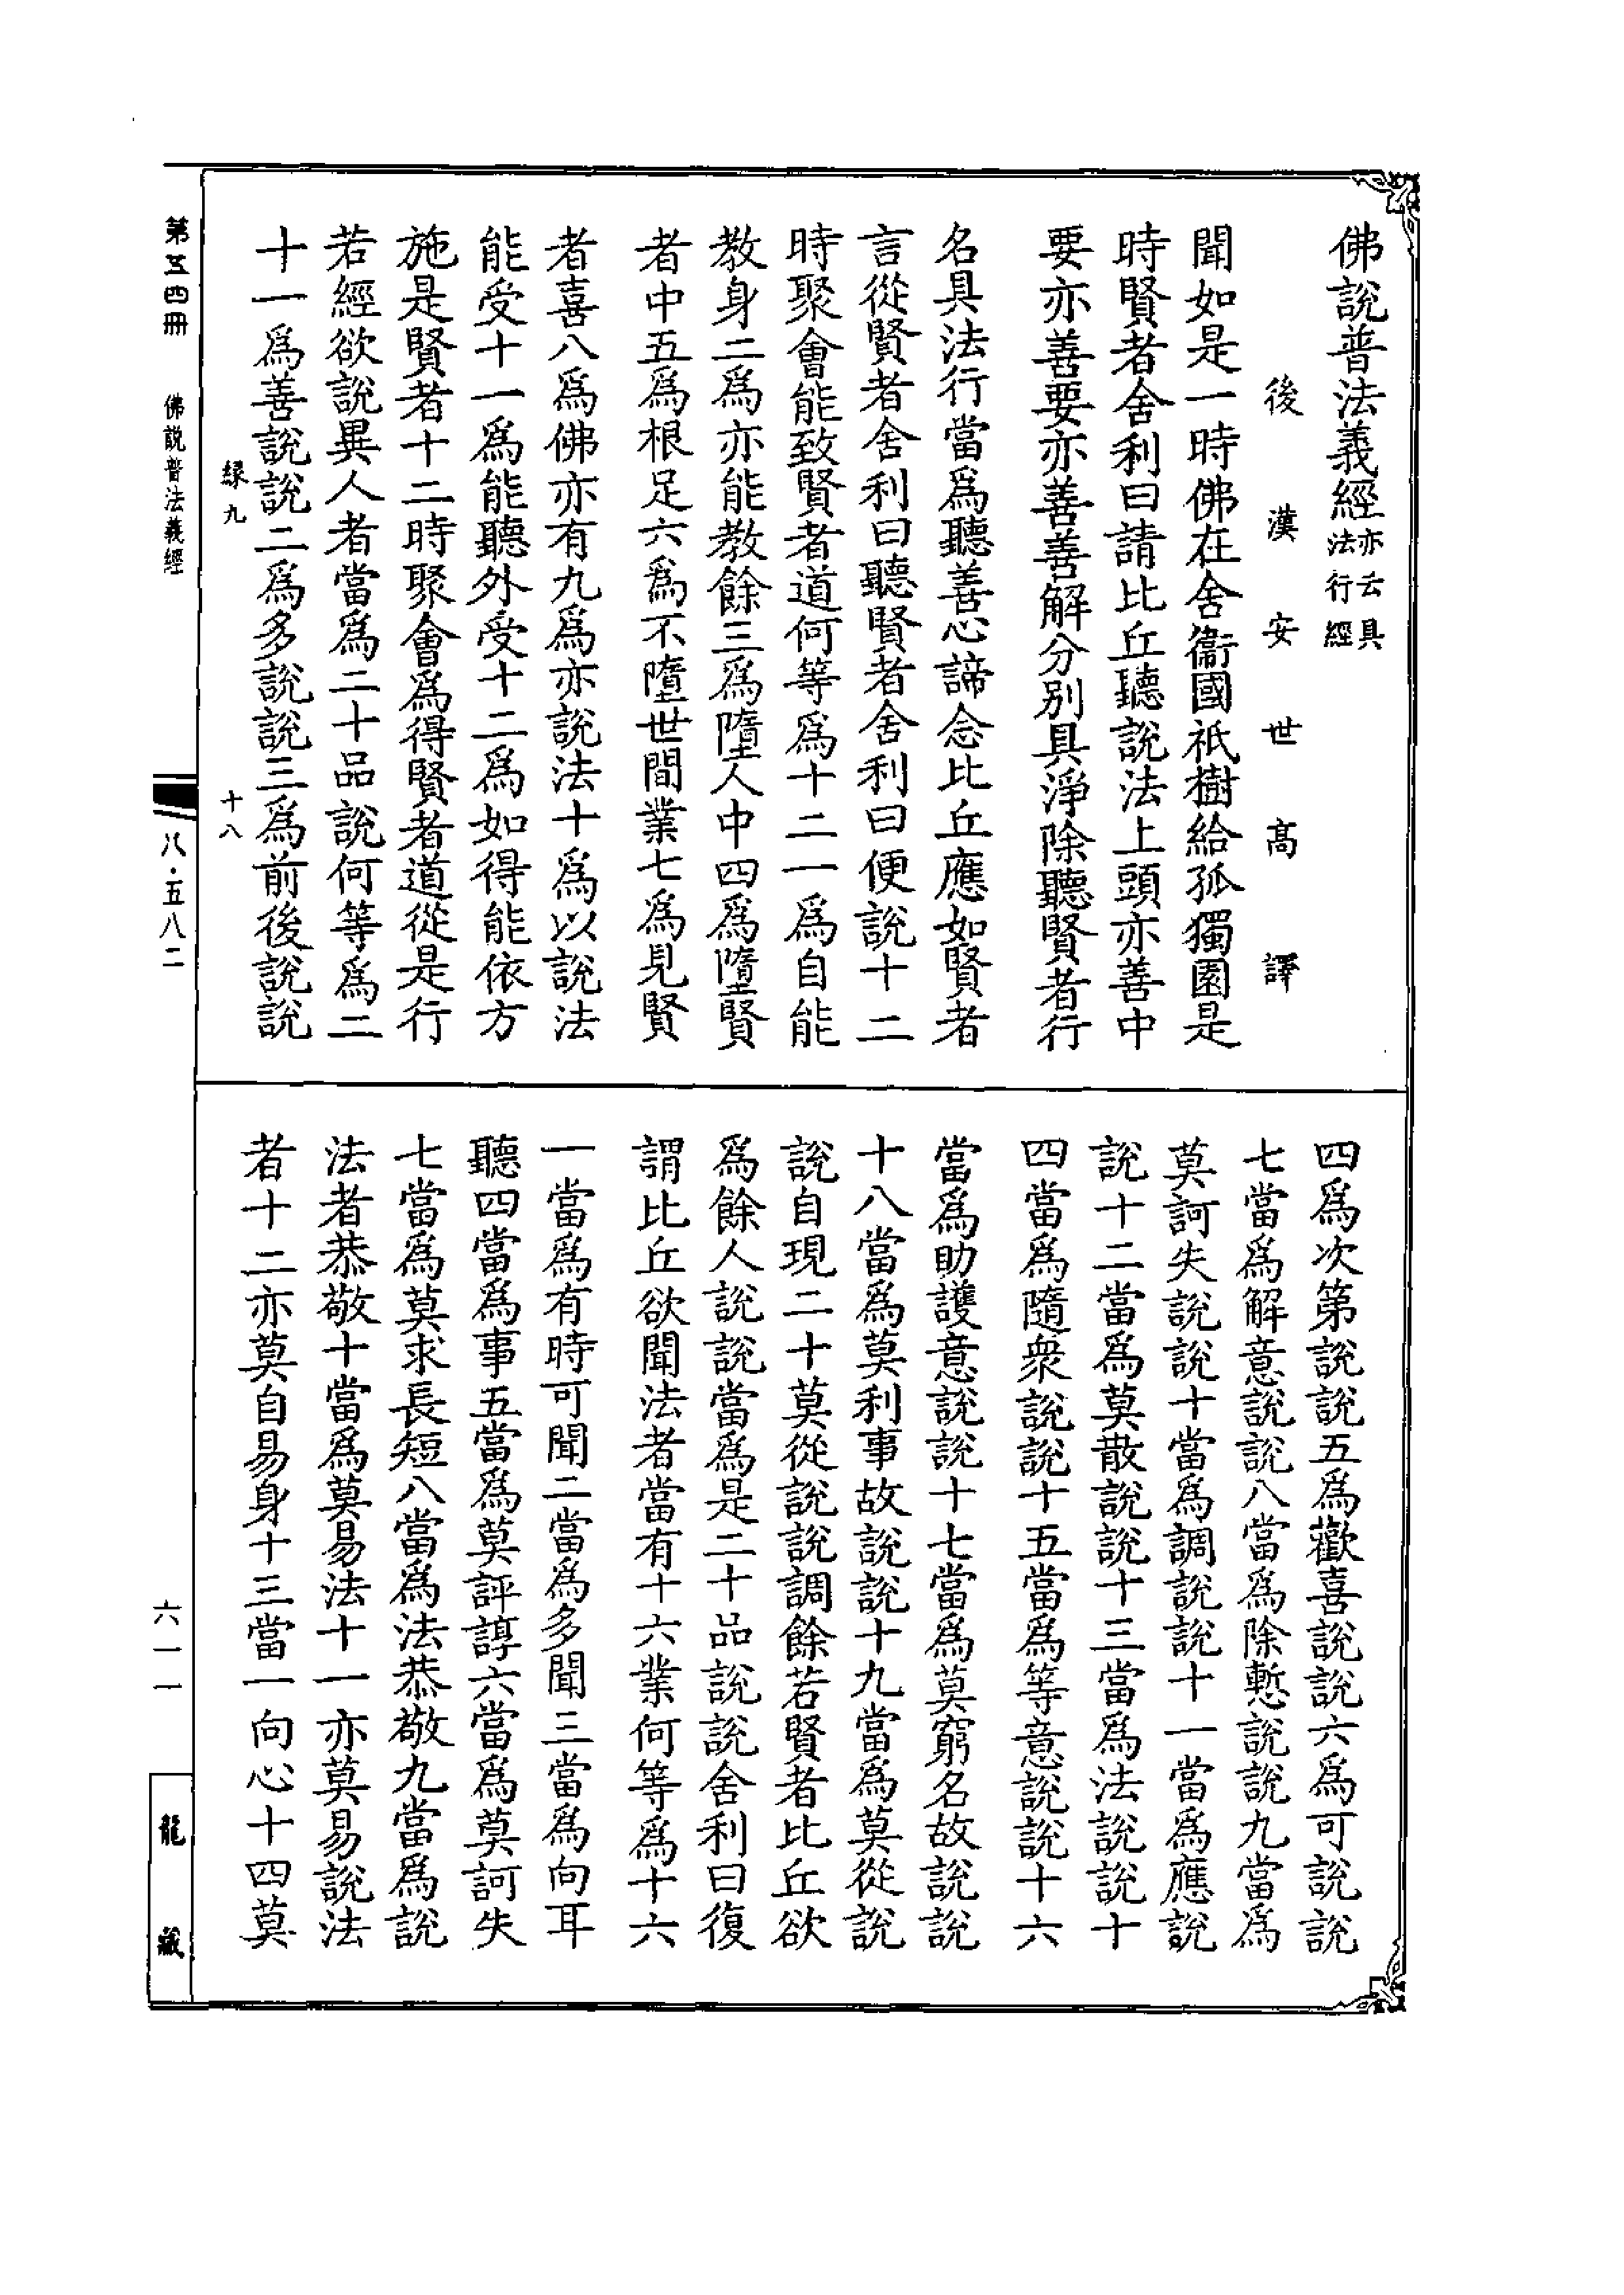 佛說普法義經亦云具法行經
後漢安世高譯
聞如是一時佛在舍衞國祇樹給孤獨園是
時賢者舍利曰請比丘聽說法上頭亦善中
要亦善要亦善善解分别具淨除聽賢者行
名具法行當爲聽善心諦念比丘應如賢者
言從賢者舍利曰聽賢者舍利曰便說十二
時聚會能致賢者道何等爲十二一爲自能
教身二爲亦能教餘三爲墮人中四爲墮賢
者中五爲根足六爲不墮世間業七爲見賢
者喜八爲佛亦有九爲亦說法十爲以說法
能受十一爲能聽外受十二爲如得能依方
施是賢者十二時聚會爲得賢者道從是行
若經欲說異人者當爲二十品說何等爲二
十一爲善說說二爲多說說三爲前後說說
緑九
十八
四爲次第說說五爲歡喜說說六爲可說說
七當爲解意說說八當爲除慙說說九當爲
莫訶失說說十當爲調說說十一當爲應說
說十二當爲莫散說說十三當爲法說說十
四當爲隨衆說說十五當爲等意說說十六
當爲助護意說說十七當爲莫窮名故說說
十八當爲莫利事故說說十九當爲莫從說
說自現二十莫從說說調餘若賢者比丘欲
爲餘人說說當爲是二十品說說舍利曰復
謂比丘欲聞法者當有十六業何等爲十六
一當爲有時可聞二當爲多聞三當爲向耳
聽四當爲事五當爲莫評諄六當爲莫訶失
七當爲莫求長短八當爲法恭敬九當爲說
法者恭敬十當爲莫易法十一亦莫易說法
者十二亦莫自易身十三當一向心十四莫
第五四冊
佛說普法義經
八·五八二
六一一
龍藏